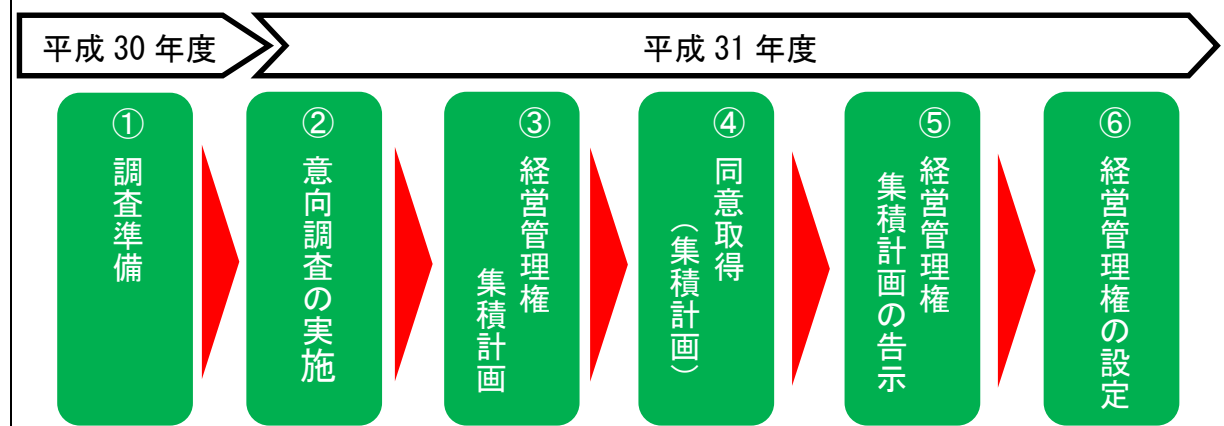 平成 30 年度
平成 31 年度
①
調査準備
②
意向調査の実施
③
経営管理権
集積計画
④
同意取得
(集積計画)
⑤
経営管理権
集積計画の告示
⑥
経営管理権の設定